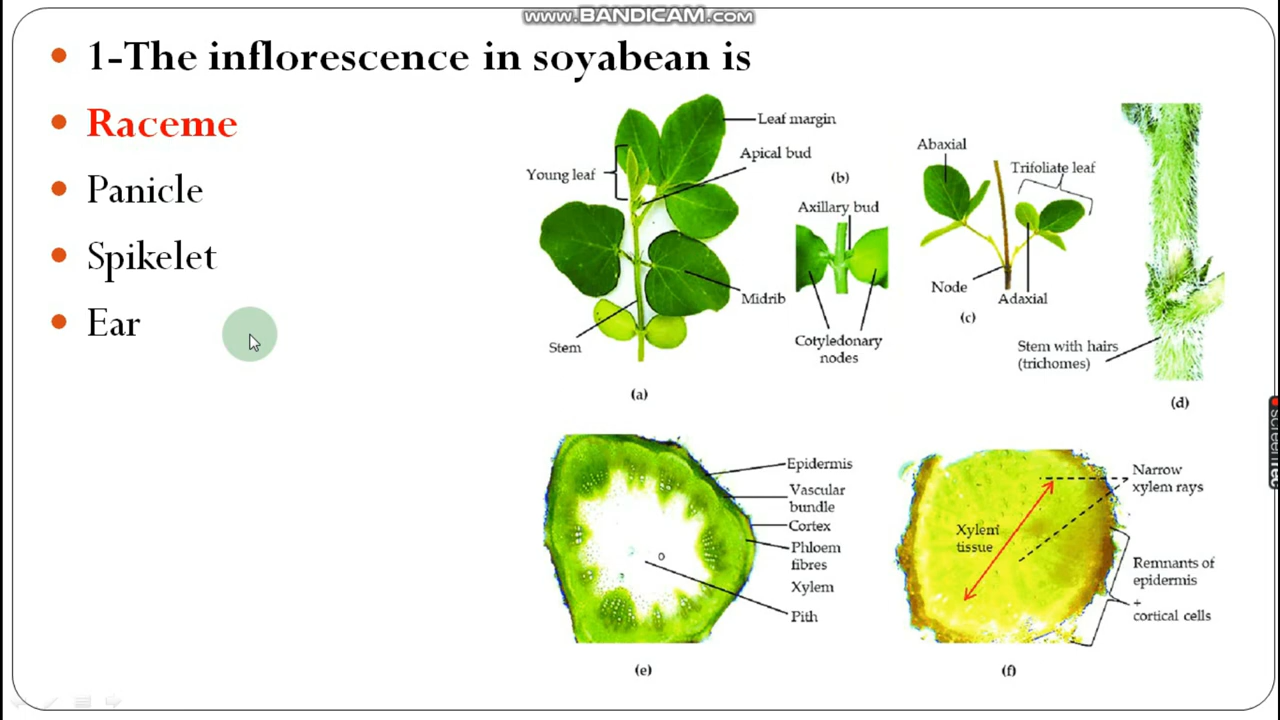 www.BANDICAM.com
1-The inflorescence in soyabean is
Raceme
Panicle
Spikelet
Ear
Leaf margin
Apical bud
Young leaf
Midrib
Stem
(a)
(b)
Axillary bud
Cotyledonary
nodes
Abaxial
Trifoliate leaf
Node
Adaxial
(c)
Stem with hairs
(trichomes)
(d)
Epidermis
Vascular
bundle
Cortex
Phloem
fibres
Xylem
Pith
(e)
Narrow
xylem rays
Xylem
tissue
Remnants of
epidermis
+
cortical cells
(f)